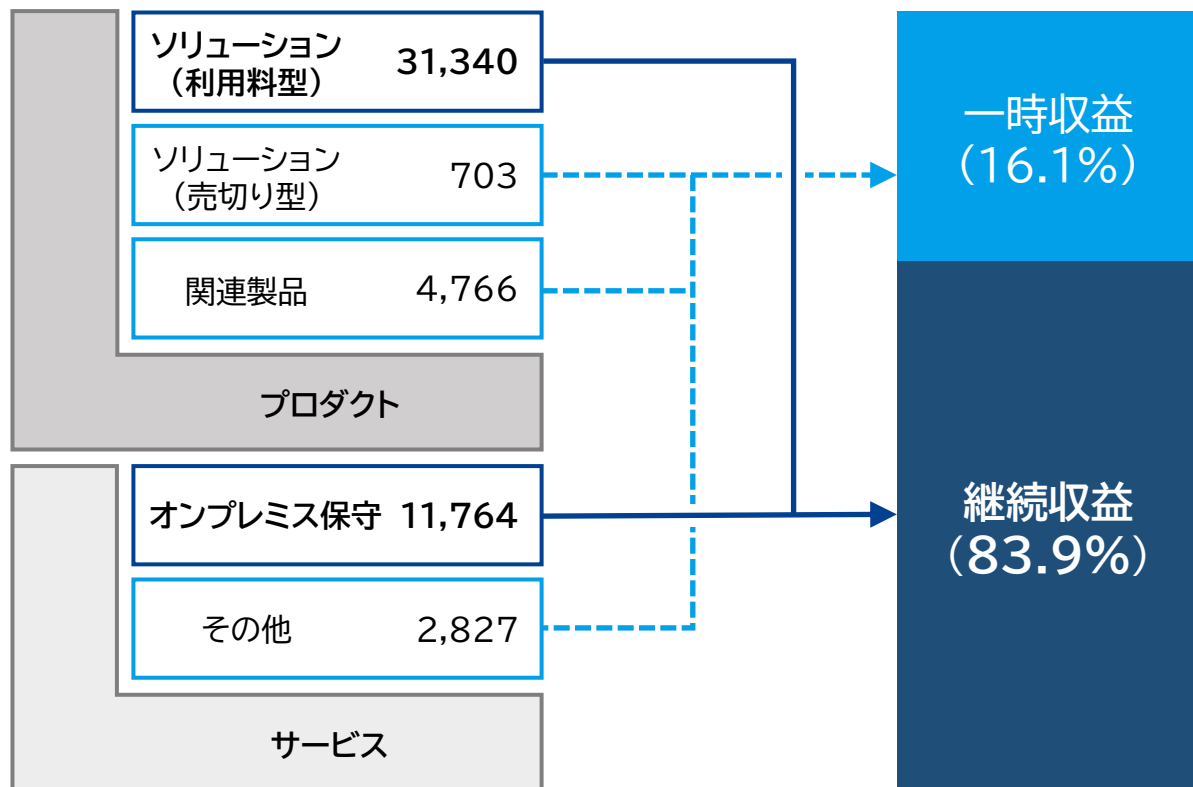 ソリューション
（利用料型）
31,340
ソリューション
（売切り型）
703
関連製品
4,766
プロダクト
オンプレミス保守
11,764
その他
2,827
サービス
一時収益
（16.1%）
継続収益
（83.9%）